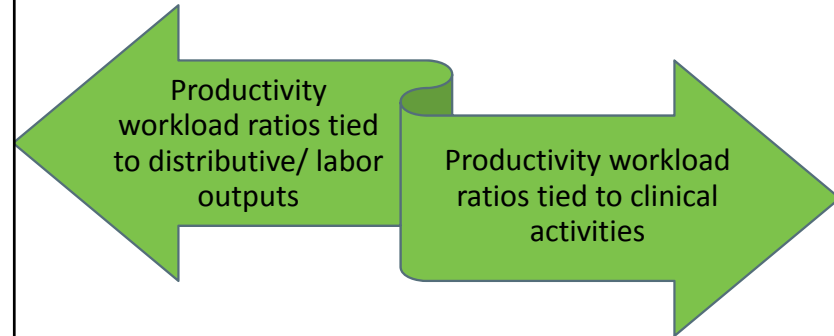 Productivity
workload ratios tied
to distributive/ labor
outputs
Productivity workload
ratios tied to clinical
activities